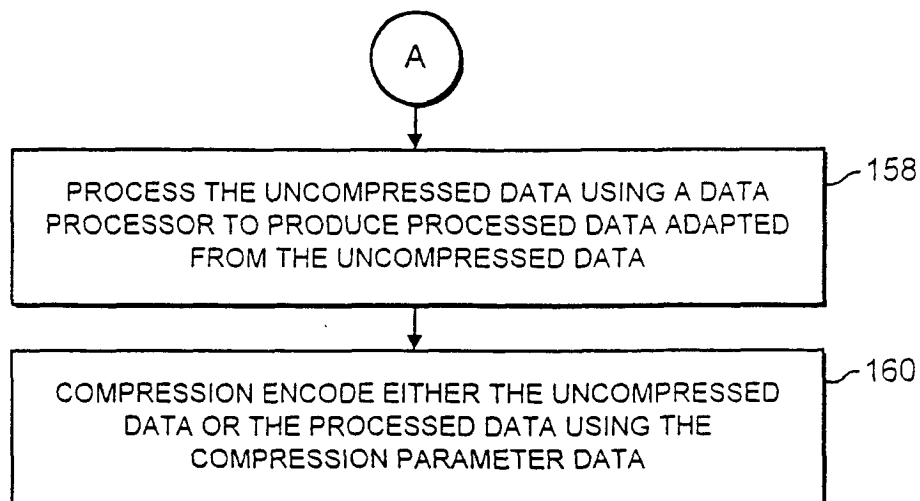 A
PROCESS THE UNCOMPRESSED DATA USING A DATA
PROCESSOR TO PRODUCE PROCESSED DATA ADAPTED
FROM THE UNCOMPRESSED DATA
158
COMPRESSION ENCODE EITHER THE UNCOMPRESSED
DATA OR THE PROCESSED DATA USING THE
COMPRESSION PARAMETER DATA
160